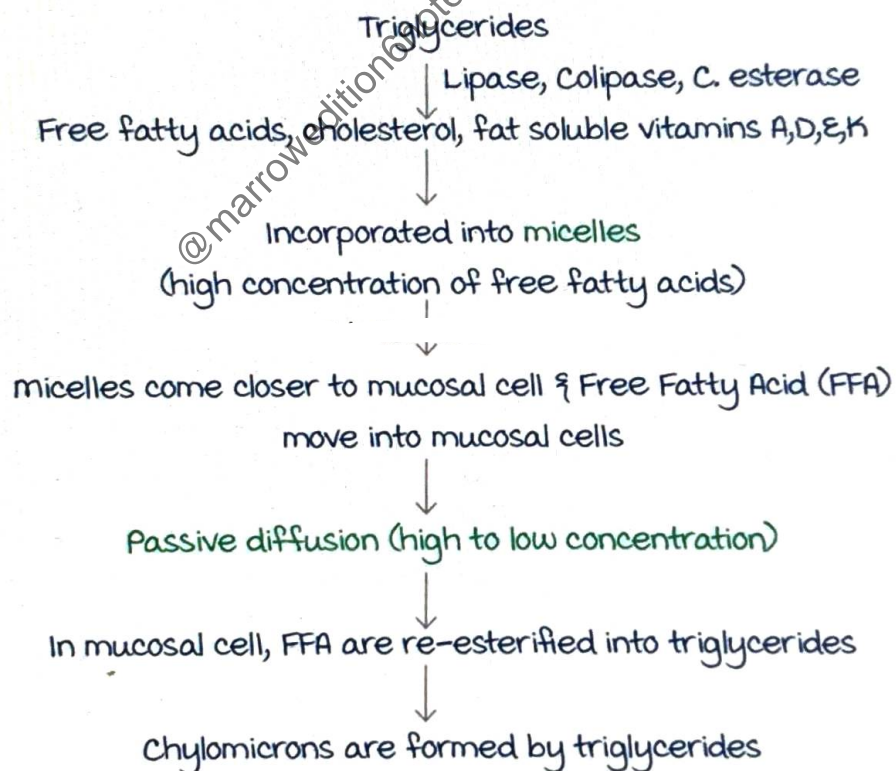 Triglycerides
Lipase, Colipase, C. esterase
Free fatty acids, cholesterol, fat soluble vitamins A,D,E,K
Incorporated into micelles
(high concentration of free fatty acids)
micelles come closer to mucosal cell & Free Fatty Acid (FFA)
move into mucosal cells
Passive diffusion (high to low concentration)
In mucosal cell, FFA are re-esterified into triglycerides
Chylomicrons are formed by triglycerides